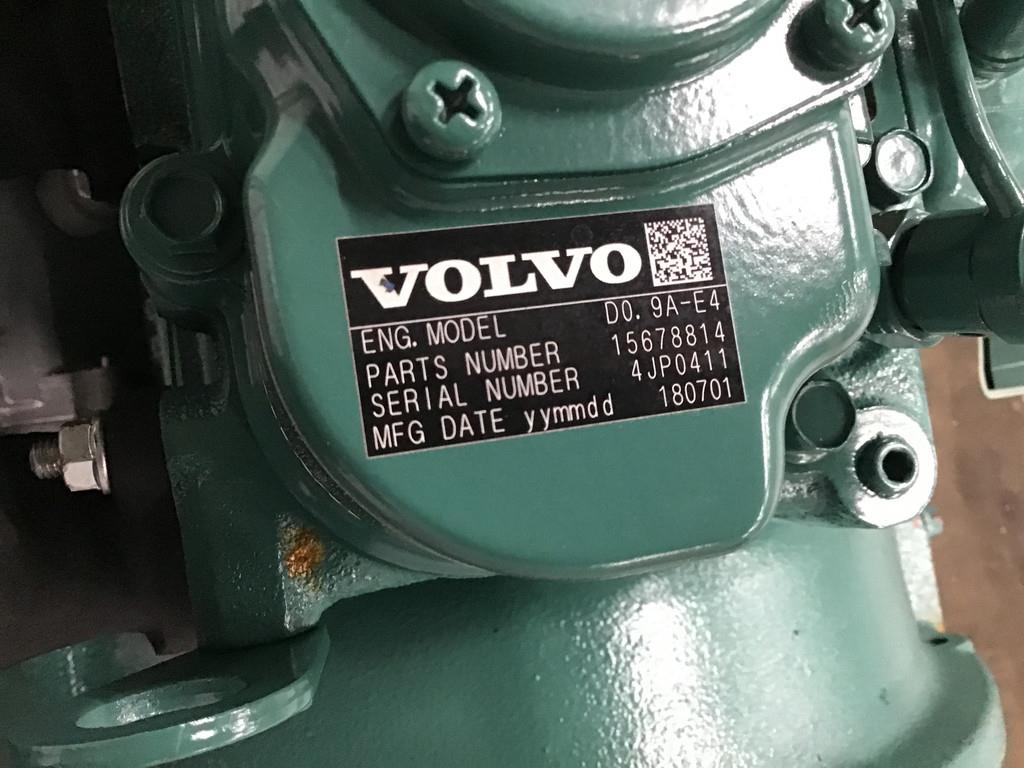 VOLVO
ENG. MODEL D0. 9A-E4
PARTS NUMBER 15678814
SERIAL NUMBER 4JP0411
MFG DATE yymmdd 180701